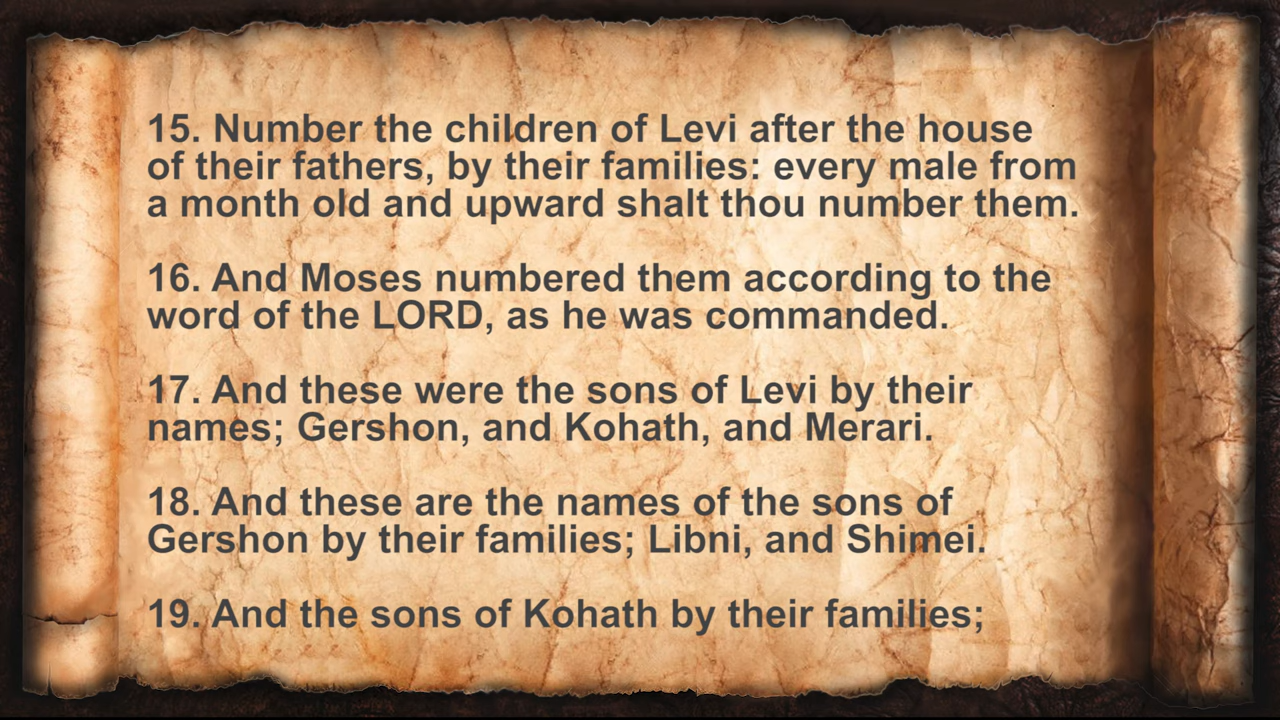 15. Number the children of Levi after the house
of their fathers, by their families: every male from
a month old and upward shalt thou number them.
16. And Moses numbered them according to the
word of the LORD, as he was commanded.
17. And these were the sons of Levi by their
names; Gershon, and Kohath, and Merari.
18. And these are the names of the sons of
Gershon by their families; Libni, and Shimei.
19. And the sons of Kohath by their families;